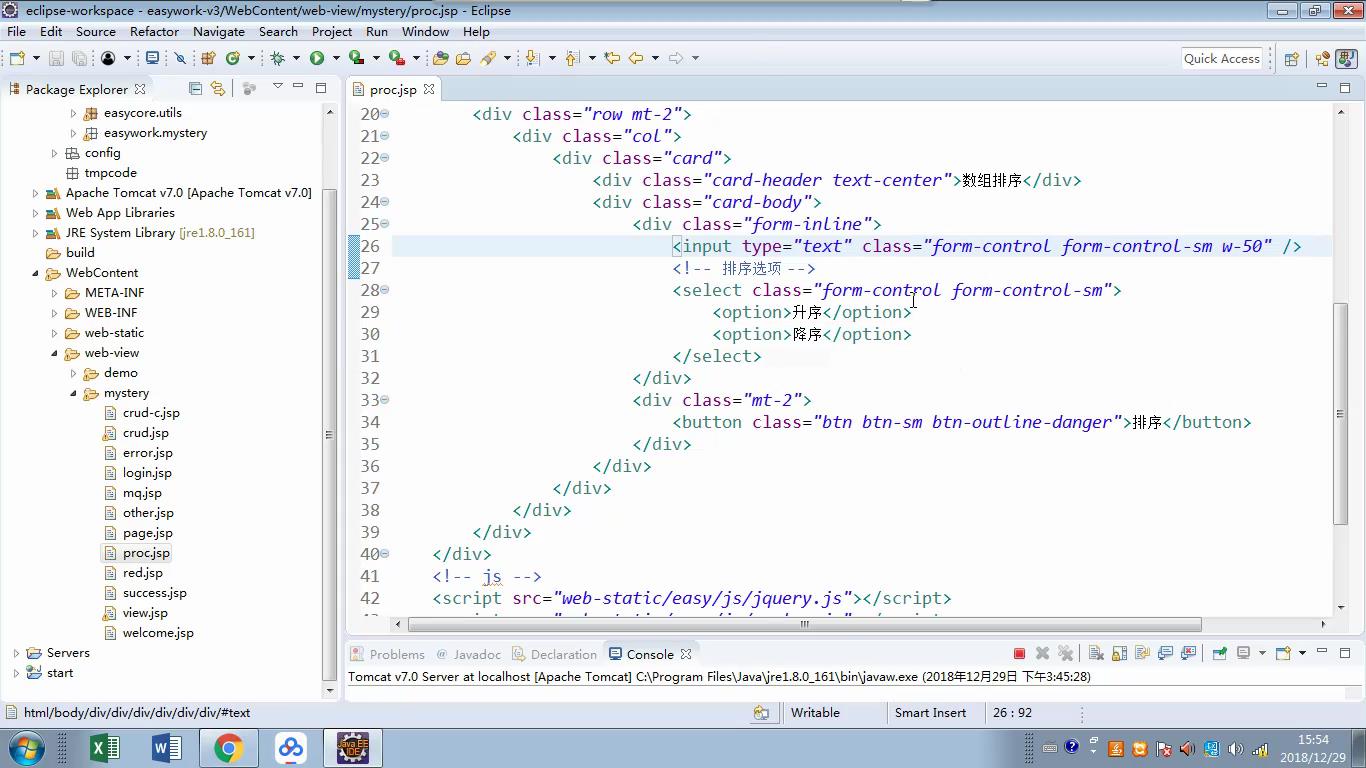 eclipse-workspace - easywork-v3/WebContent/web-view/mystery/proc.jsp - Eclipse
File Edit Source Refactor Navigate Search Project Run Window Help
Quick Access
Package Explorer
easycore.utils
easywork.mystery
config
tmpcode
Apache Tomcat v7.0 [Apache Tomcat v7.0]
Web App Libraries
JRE System Library [jre1.8.0_161]
build
WebContent
META-INF
WEB-INF
web-static
web-view
demo
mystery
crud-c.jsp
crud.jsp
error.jsp
login.jsp
mq.jsp
other.jsp
page.jsp
proc.jsp
red.jsp
success.jsp
view.jsp
welcome.jsp
Servers
start
proc.jsp
20 <div class="row mt-2">
21 <div class="col">
22 <div class="card">
23 <div class="card-header text-center">数组排序</div>
24 <div class="card-body">
25 <div class="form-inline">
26 <input type="text" class="form-control form-control-sm w-50" />
27 <!-- 排序选项 -->
28 <select class="form-control form-control-sm">
29 <option>升序</option>
30 <option>降序</option>
31 </select>
32 </div>
33 <div class="mt-2">
34 <button class="btn btn-sm btn-outline-danger">排序</button>
35 </div>
36 </div>
37 </div>
38 </div>
39 </div>
40 </div>
41 <!-- js -->
42 <script src="web-static/easy/js/jquery.js"></script>
Problems Javadoc Declaration Console
Tomcat v7.0 Server at localhost [Apache Tomcat] C:\Program Files\Java\jre1.8.0_161\bin\javaw.exe (2018年12月29日 下午3:45:28)
html/body/div/div/div/div/div/div/#text
Writable
Smart Insert
26 : 92
Java EE
IDE
15:54
2018/12/29